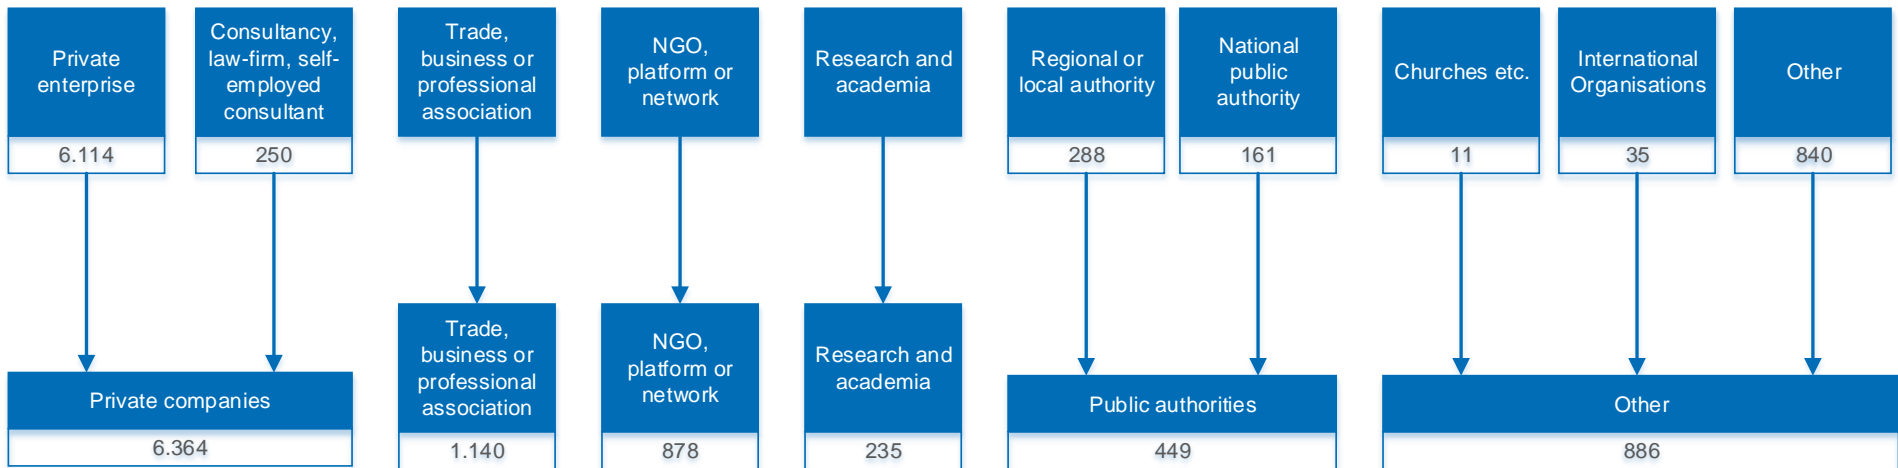 Private
enterprise
6.114
Consultancy,
law-firm, self-
employed
consultant
250
Trade,
business or
professional
association
NGO,
platform or
network
Research and
academia
Regional or
local authority
288
National
public
authority
161
Churches etc.
11
International
Organisations
35
Other
840
Private companies
6.364
Trade,
business or
professional
association
1.140
NGO,
platform or
network
878
Research and
academia
235
Public authorities
449
Other
886